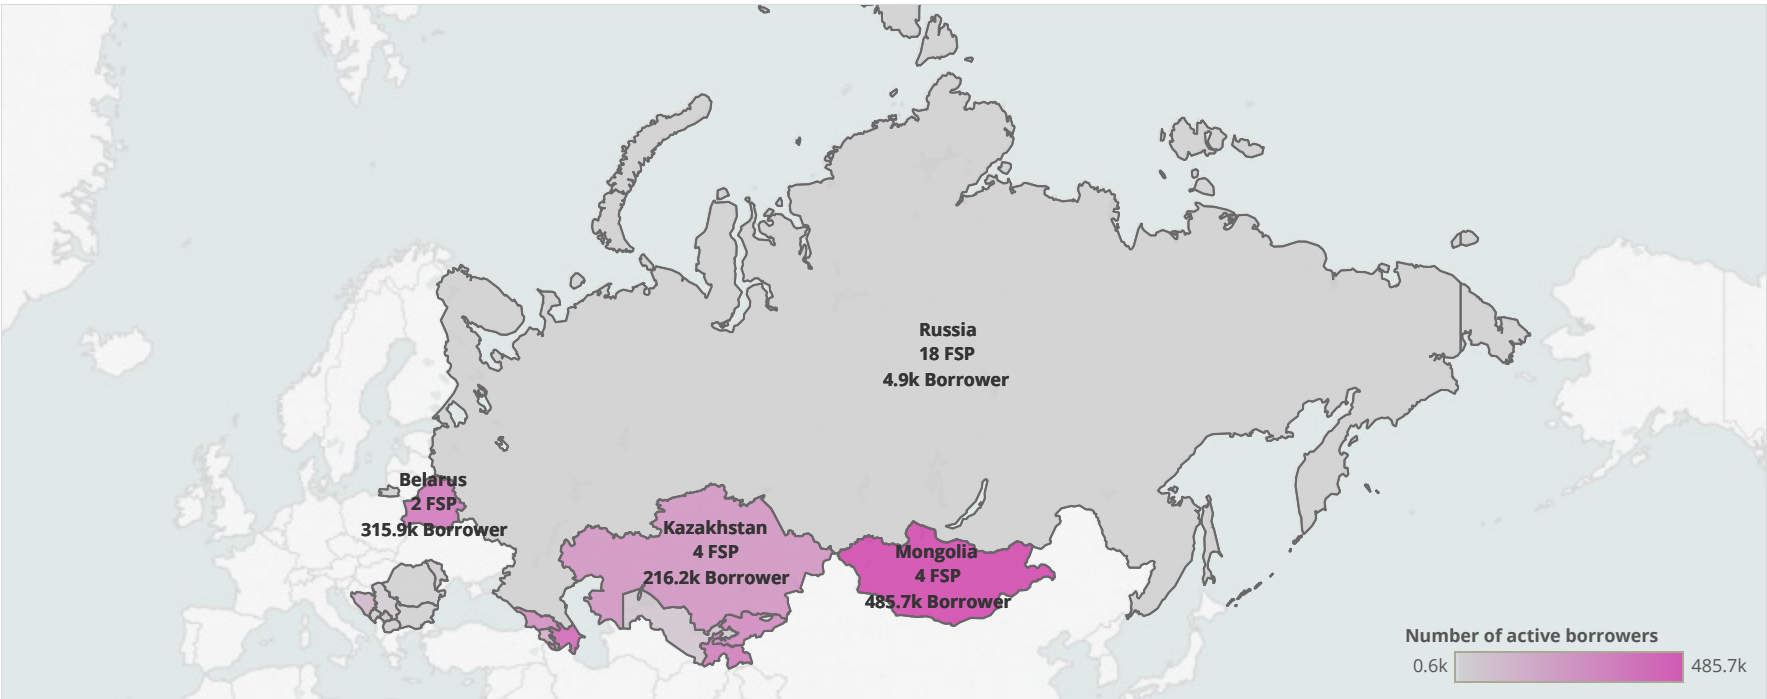 Russia
18 FSP
4.9k Borrower
Belarus
2 FSP
315.9k Borrower
Kazakhstan
4 FSP
216.2k Borrower
Mongolia
4 FSP
485.7k Borrower
Number of active borrowers
0.6k 485.7k